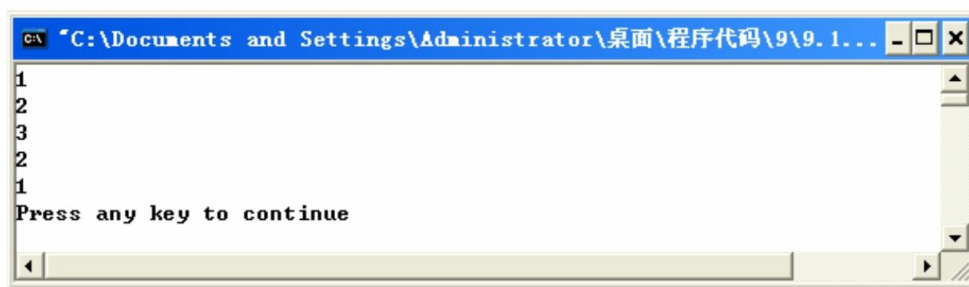 "C:\Documents and Settings\Administrator\桌面\程序代码\9\9.1...
1
2
3
2
1
Press any key to continue